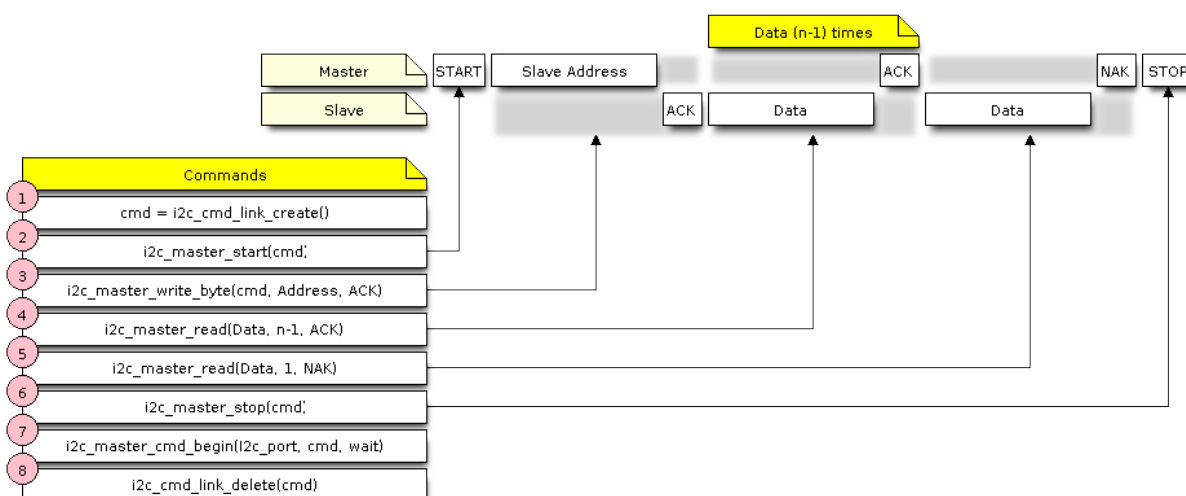 Data (n-1) times
Master START Slave Address ACK NAK STOP
Slave ACK Data Data
Commands
1
cmd = i2c_cmd_link_create()
2
i2c_master_start(cmd;
3
i2c_master_write_byte(cmd, Address, ACK)
4
i2c_master_read(Data, n-1, ACK)
5
i2c_master_read(Data, 1, NAK)
6
i2c_master_stop(cmd;
7
i2c_master_cmd_begin(I2c_port, cmd, wait)
8
i2c_cmd_link_delete(cmd)